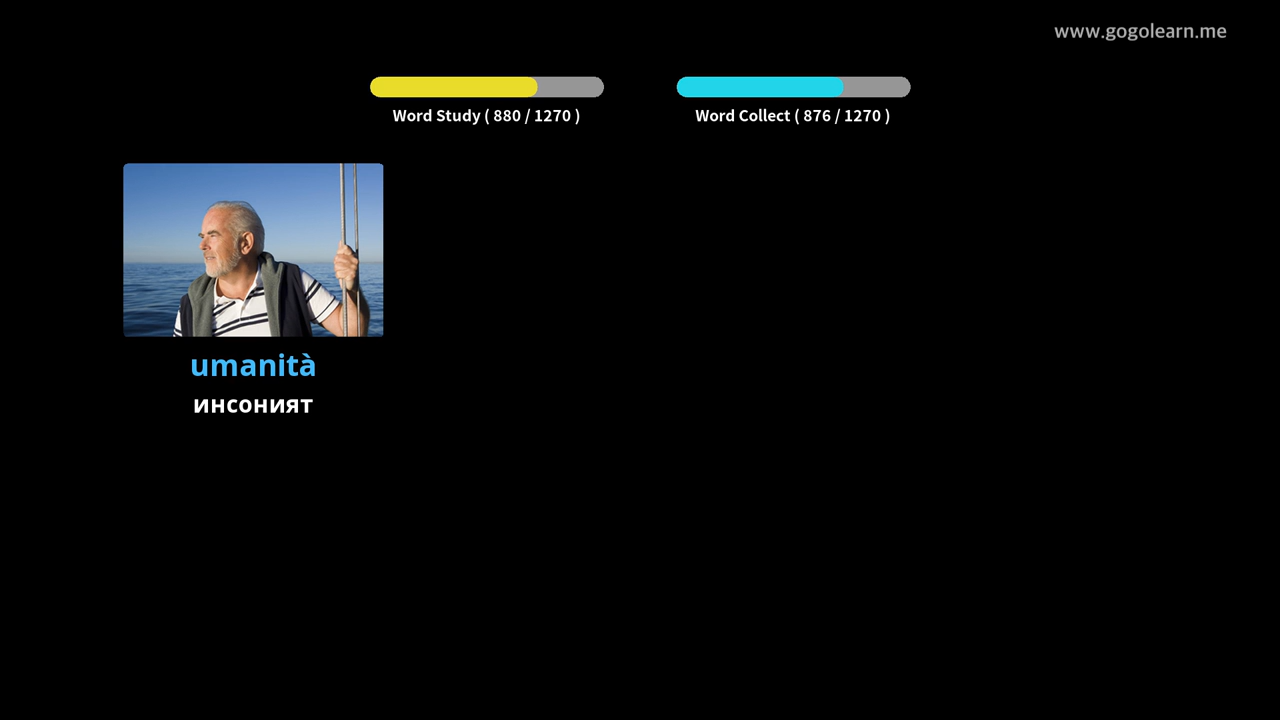 www.gogolearn.me
Word Study ( 880 / 1270 )
Word Collect ( 876 / 1270 )
umanità
инсоният